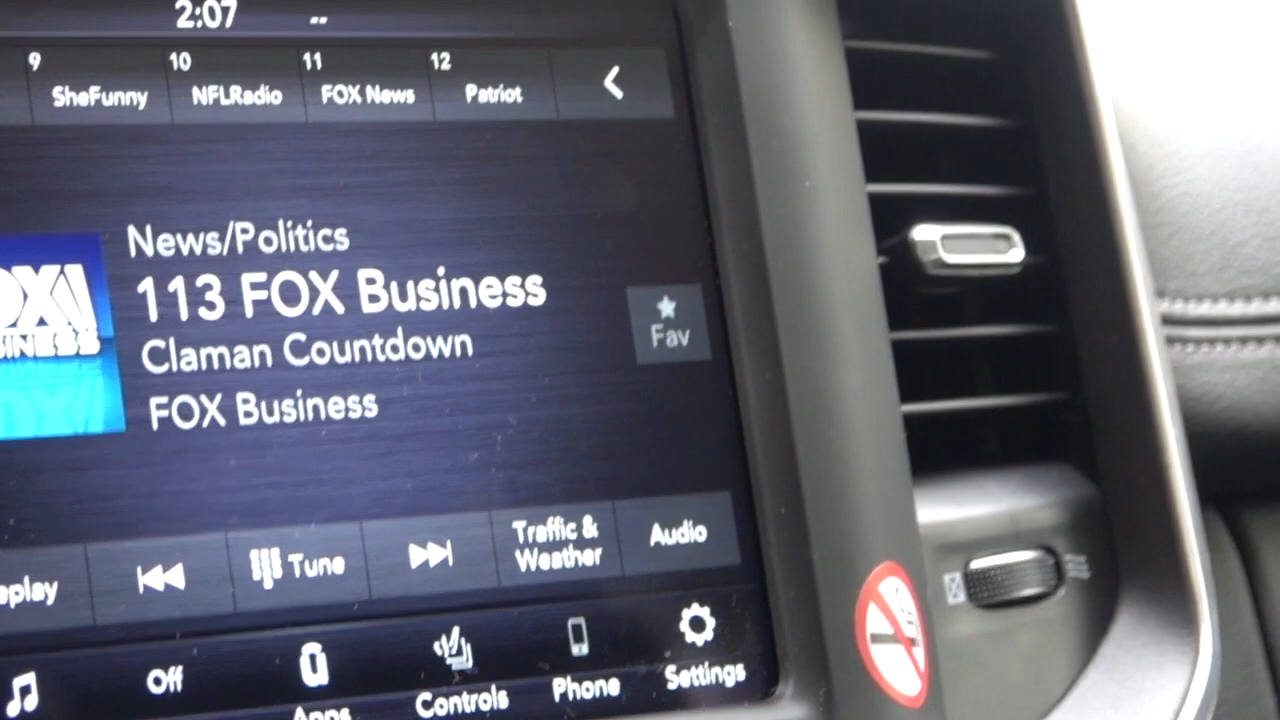 2:07 --
9 10 11 12
SheFunny NFLRadio FOX News Patriot
News/Politics
113 FOX Business
Claman Countdown
FOX Business
Fav
Tune
Traffic &
Weather
Audio
Off
Apps
Controls
Phone
Settings